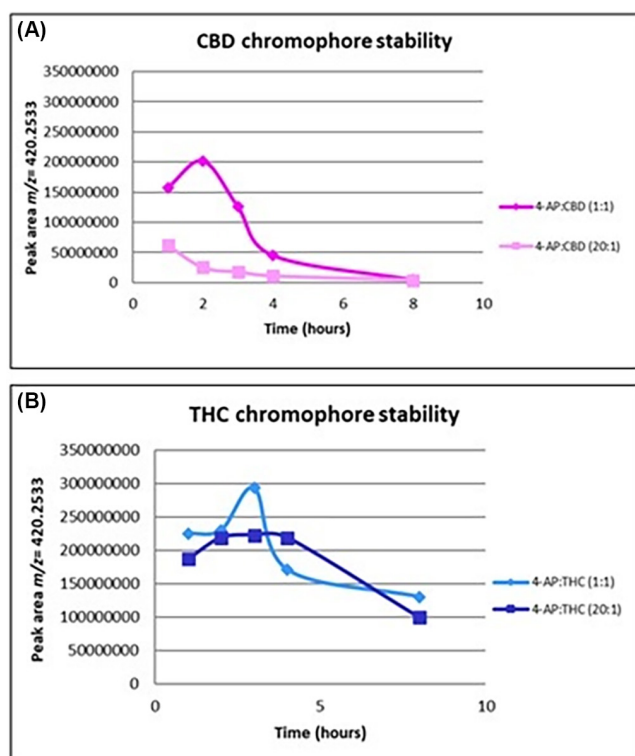 (A)
CBD chromophore stability
Peak area m/z= 420.2533
350000000
300000000
250000000
200000000
150000000
100000000
50000000
0
0 2 4 6 8 10
Time (hours)
4-AP:CBD (1:1)
4-AP:CBD (20:1)
(B)
THC chromophore stability
Peak area m/z= 420.2533
350000000
300000000
250000000
200000000
150000000
100000000
50000000
0
0 5 10
Time (hours)
4-AP:THC (1:1)
4-AP:THC (20:1)